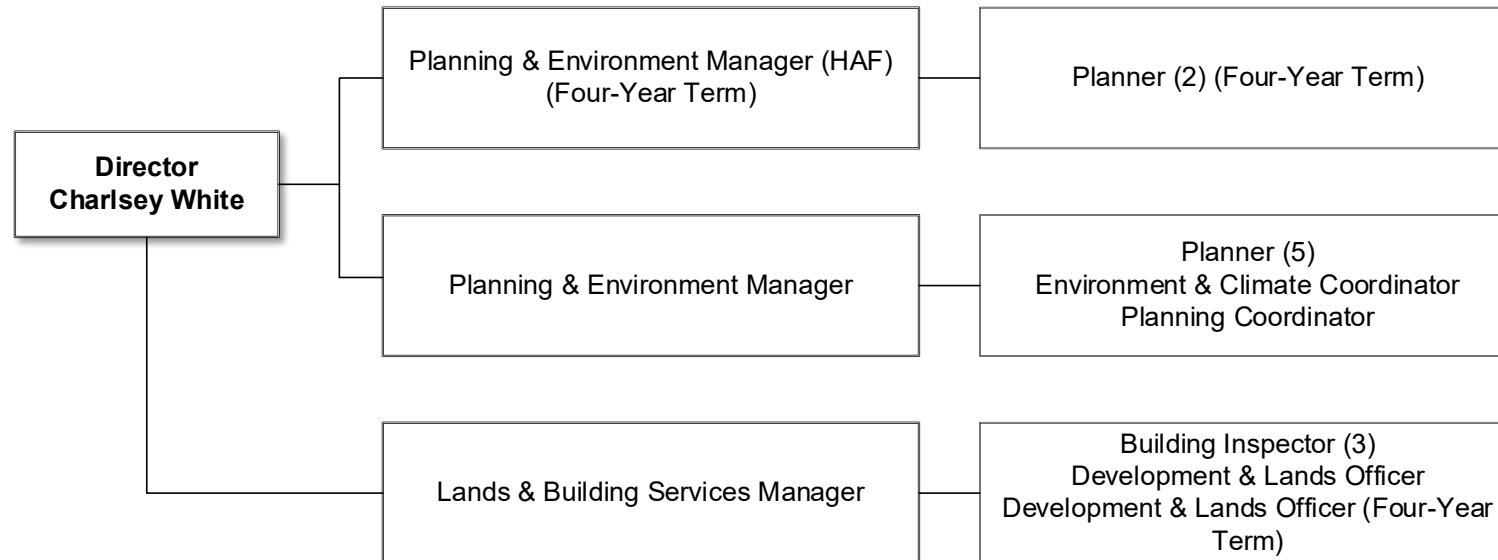 Director
Charlsey White
Planning & Environment Manager (HAF)
(Four-Year Term)
Planner (2) (Four-Year Term)
Planning & Environment Manager
Planner (5)
Environment & Climate Coordinator
Planning Coordinator
Lands & Building Services Manager
Building Inspector (3)
Development & Lands Officer
Development & Lands Officer (Four-Year
Term)